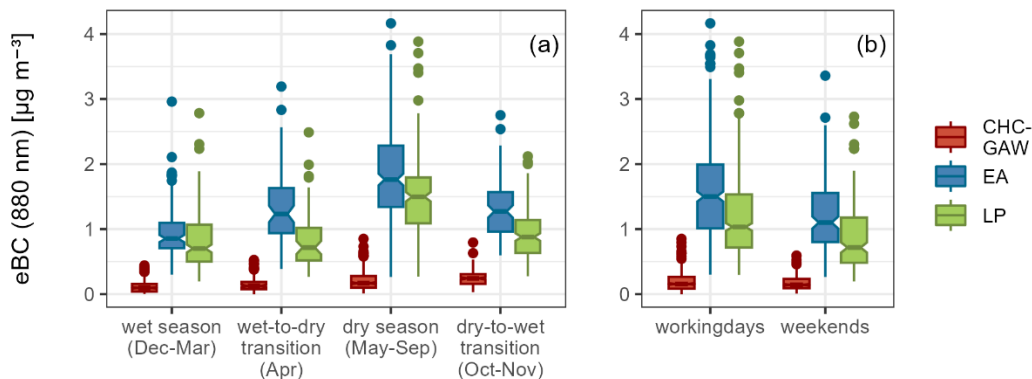 eBC (880 nm) [µg m⁻³]
4
3
2
1
0
(a)
wet season
(Dec-Mar)
wet-to-dry
transition
(Apr)
dry season
(May-Sep)
dry-to-wet
transition
(Oct-Nov)
4
3
2
1
0
(b)
workingdays
weekends
CHC-
GAW
EA
LP